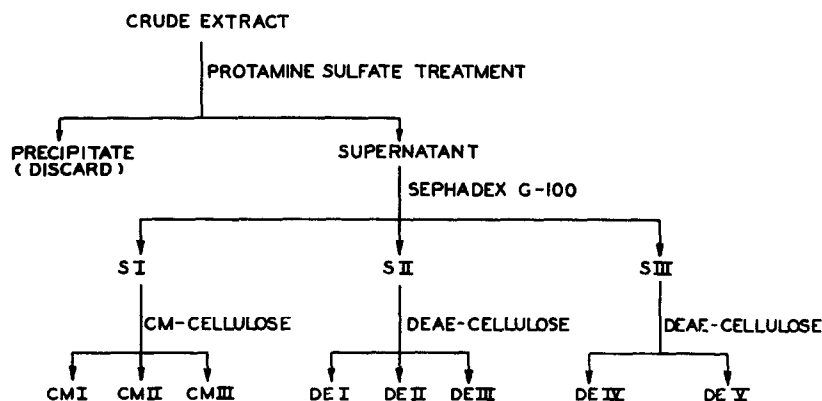 CRUDE EXTRACT
PROTAMINE SULFATE TREATMENT
PRECIPITATE SUPERNATANT
( DISCARD )
SEPHADEX G-100
S I S II S III
CM-CELLULOSE DEAE-CELLULOSE DEAE-CELLULOSE
CM I CM II CM III DE I DE II DE III DE IV DE V